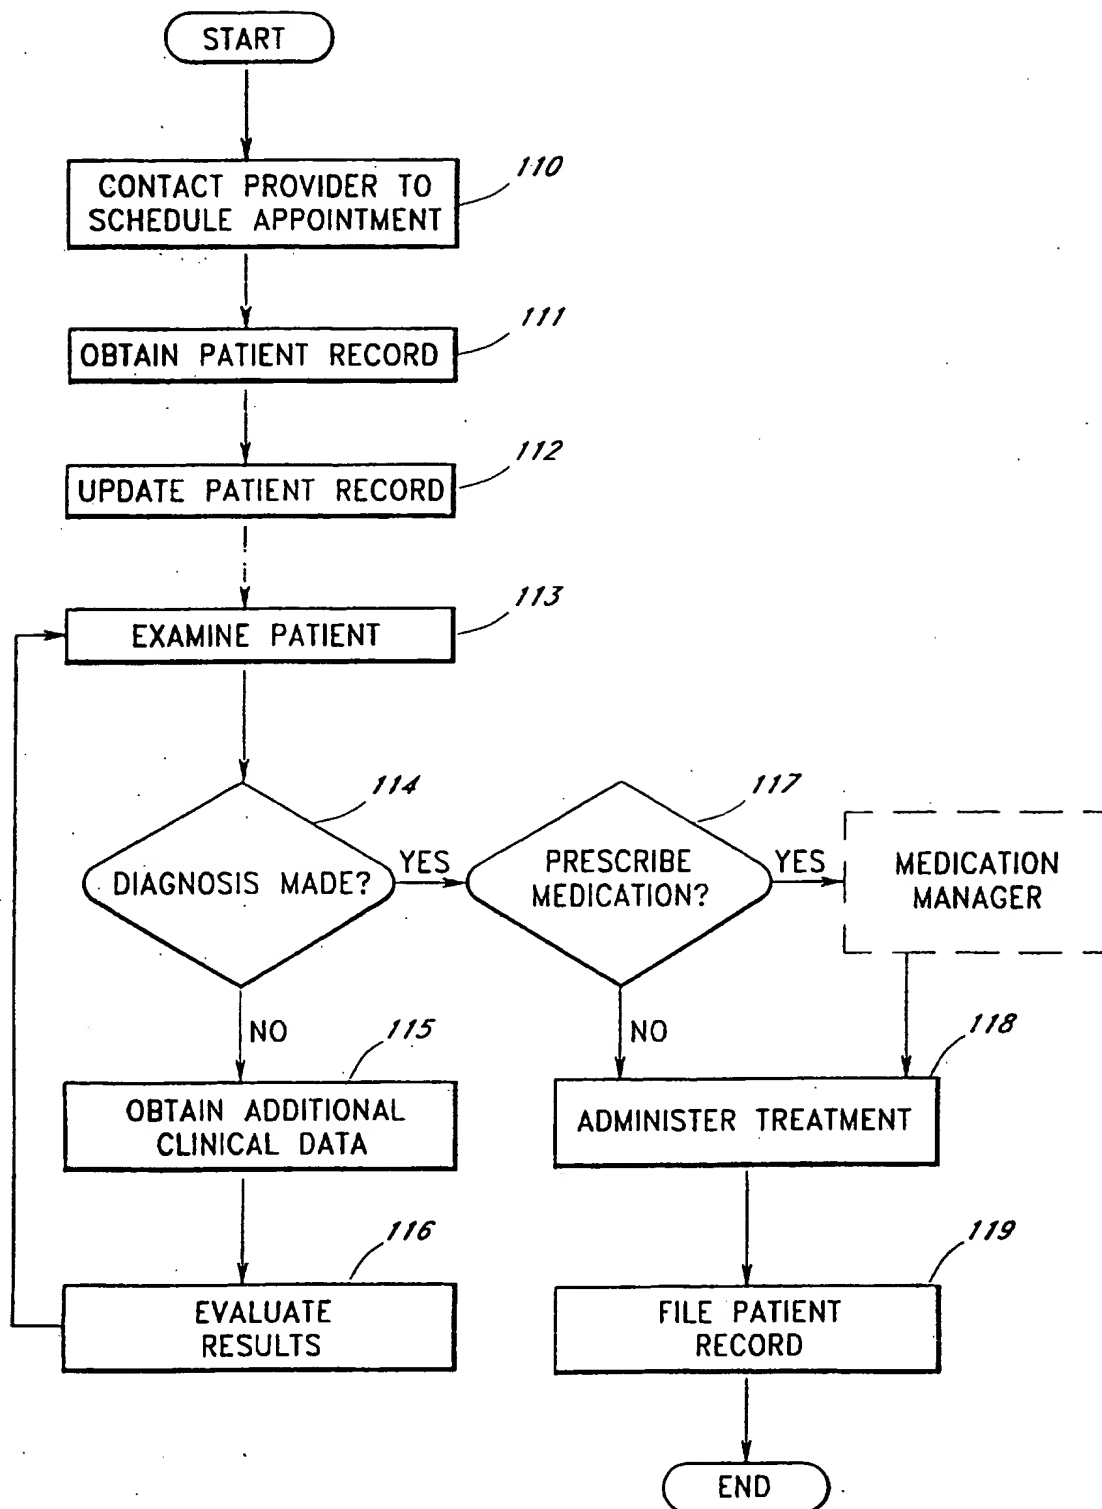 START
110
CONTACT PROVIDER TO
SCHEDULE APPOINTMENT
111
OBTAIN PATIENT RECORD
112
UPDATE PATIENT RECORD
113
EXAMINE PATIENT
114
DIAGNOSIS MADE?
YES
117
PRESCRIBE
MEDICATION?
YES
MEDICATION
MANAGER
NO
115
OBTAIN ADDITIONAL
CLINICAL DATA
NO
118
ADMINISTER TREATMENT
116
EVALUATE
RESULTS
119
FILE PATIENT
RECORD
END